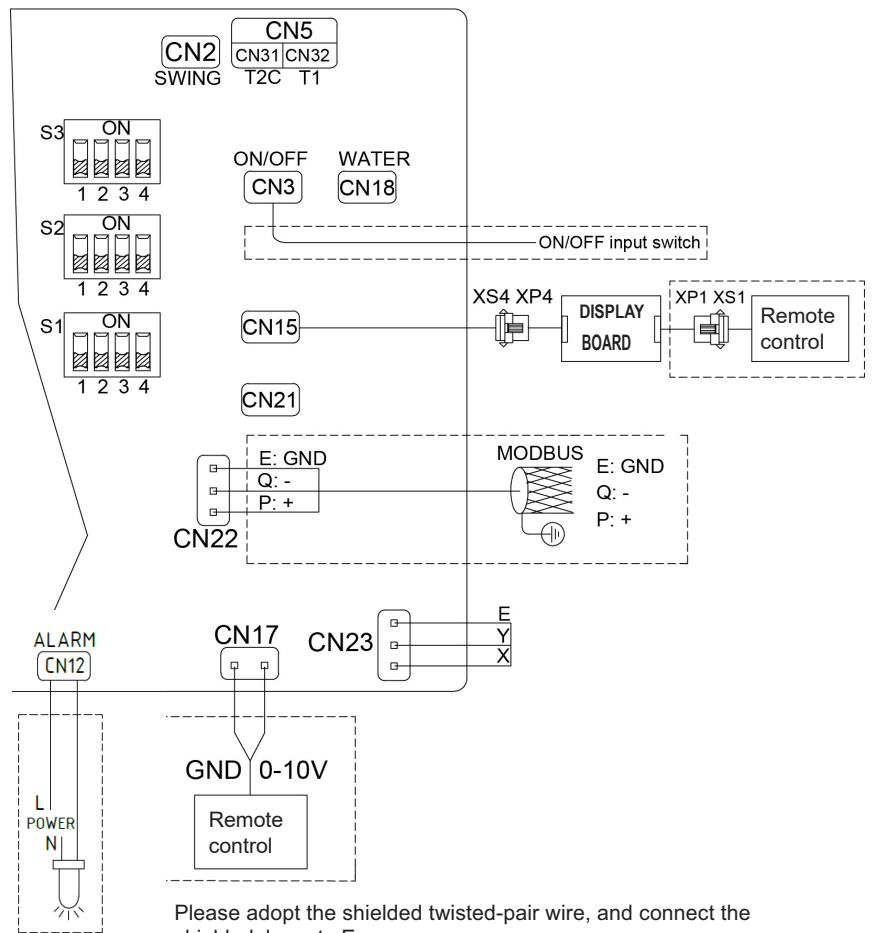 CN5
CN2
CN31 CN32
SWING T2C T1
S3
ON
1 2 3 4
S2
ON
1 2 3 4
S1
ON
1 2 3 4
ON/OFF WATER
CN3 CN18
ON/OFF input switch
XS4 XP4
XP1 XS1
CN15
DISPLAY
BOARD
Remote
control
CN21
E: GND
Q: -
P: +
CN22
MODBUS
E: GND
Q: -
P: +
ALARM
CN12
CN17
CN23
E
Y
X
GND 0-10V
L
POWER
N
Remote
control
Please adopt the shielded twisted-pair wire, and connect the